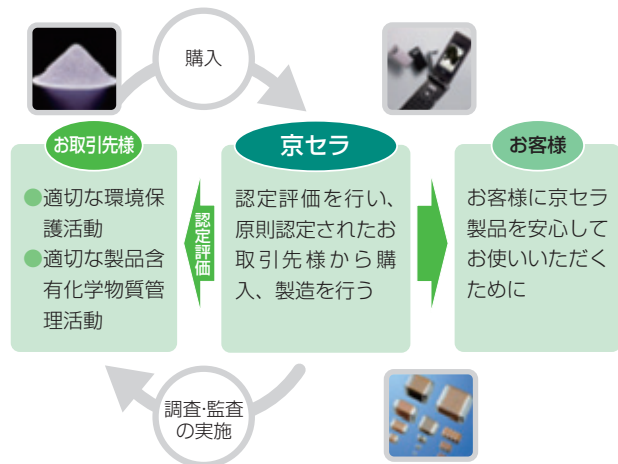 購入
お取引先様
●適切な環境保
護活動
●適切な製品含
有化学物質管
理活動
認定評価
京セラ
認定評価を行い、
原則認定されたお
取引先様から購
入、製造を行う
お客様
お客様に京セラ
製品を安心して
お使いいただく
ために
調査・監査
の実施